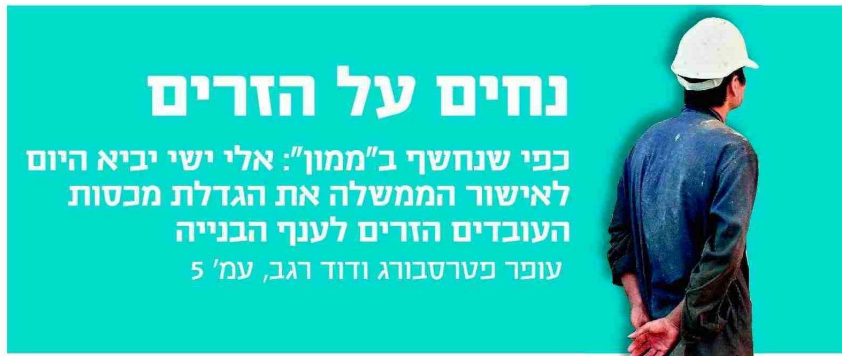 נחים על הזרים
כפי שנחשף ב"ממון": אלי ישי יביא היום
לאישור הממשלה את הגדלת מכסות
העובדים הזרים לענף הבנייה
עופר פטרסבורג ודוד רגב, עמ' 5